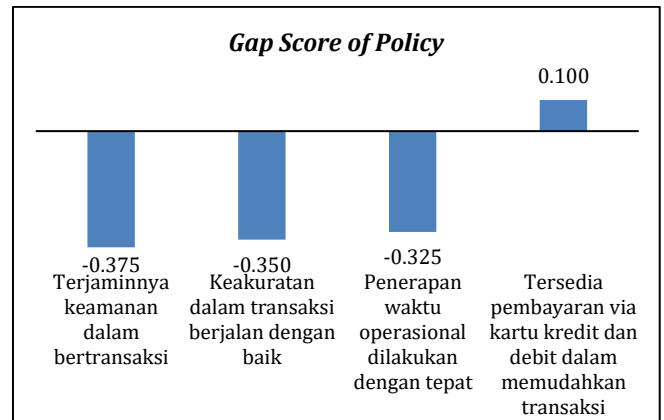 Gap Score of Policy
0.100
-0.375
-0.350
-0.325
Terjaminnya
keamanan
dalam
bertransaksi
Keakuratan
dalam transaksi
berjalan dengan
baik
Penerapan
waktu
operasional
dilakukan
dengan tepat
Tersedia
pembayaran via
kartu kredit dan
debit dalam
memudahkan
transaksi